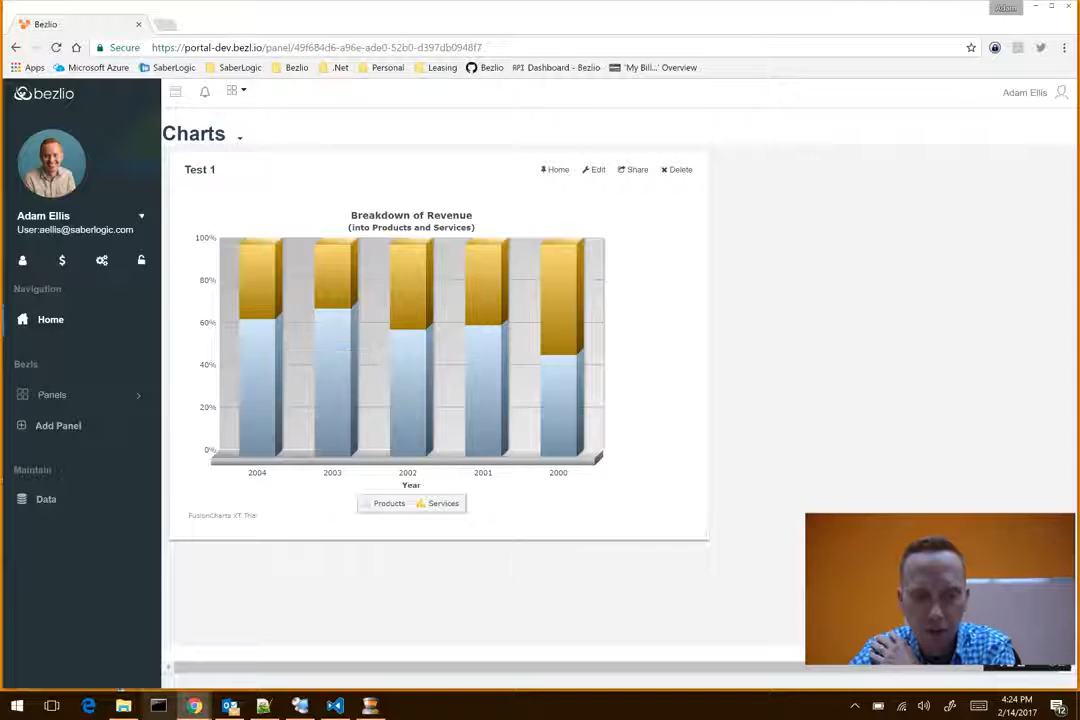 Adam
Bezlio
Secure https://portal-dev.bezl.io/panel/49f684d6-a96e-ade0-52b0-d397db0948f7
Apps Microsoft Azure SaberLogic SaberLogic Bezlio .Net Personal Leasing Bezlio RPI Dashboard - Bezlio 'My Bill...' Overview
bezlio
Adam Ellis
Charts
Test 1
Home Edit Share Delete
Adam Ellis
User:aellis@saberlogic.com
Navigation
Home
Bezls
Panels
Add Panel
Maintain
Data
Breakdown of Revenue
(into Products and Services)
100%
80%
60%
40%
20%
0%
2004 2003 2002 2001 2000
Year
Products Services
FusionCharts XT Trial
4:24 PM
2/14/2017
12